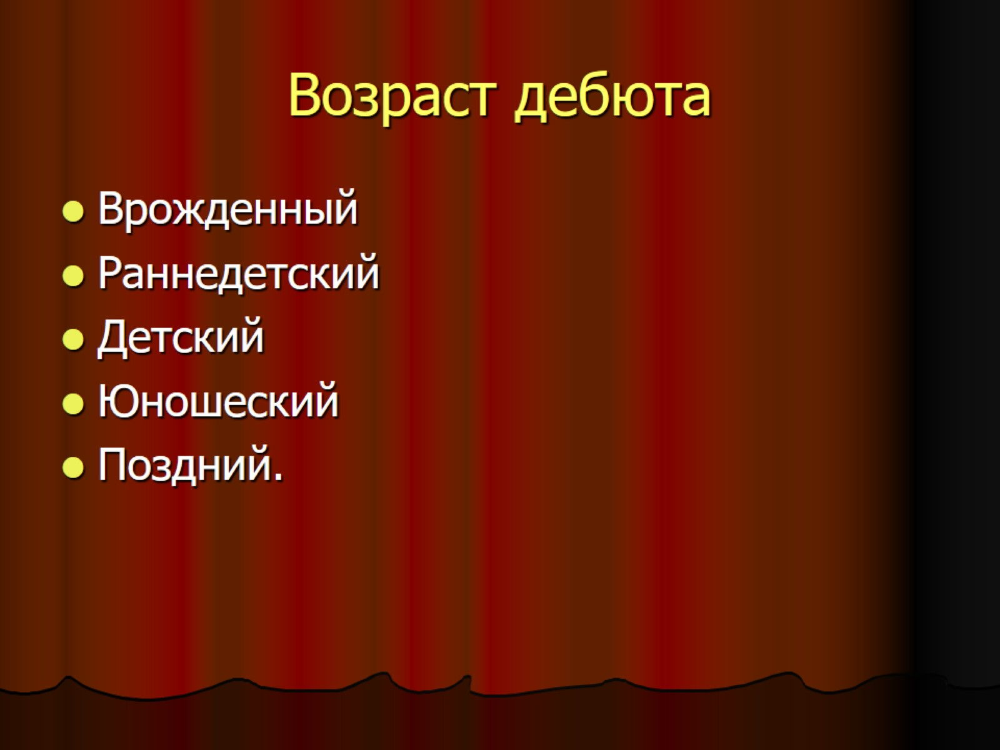 Возраст дебюта
Врожденный
Раннедетский
Детский
Юношеский
Поздний.